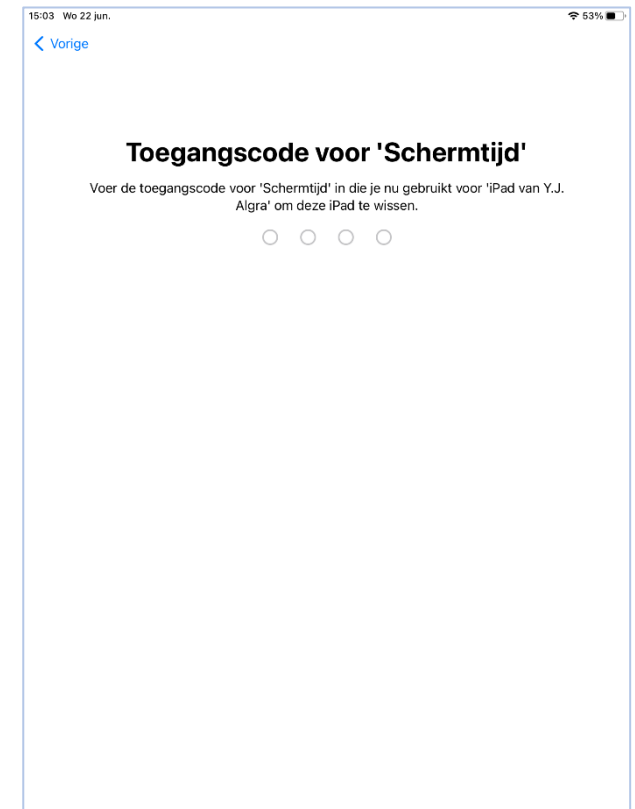 15:03 Wo 22 jun. 53%
Vorige
Toegangscode voor 'Schermtijd'
Voer de toegangscode voor 'Schermtijd' in die je nu gebruikt voor 'iPad van Y.J.
Algra' om deze iPad te wissen.